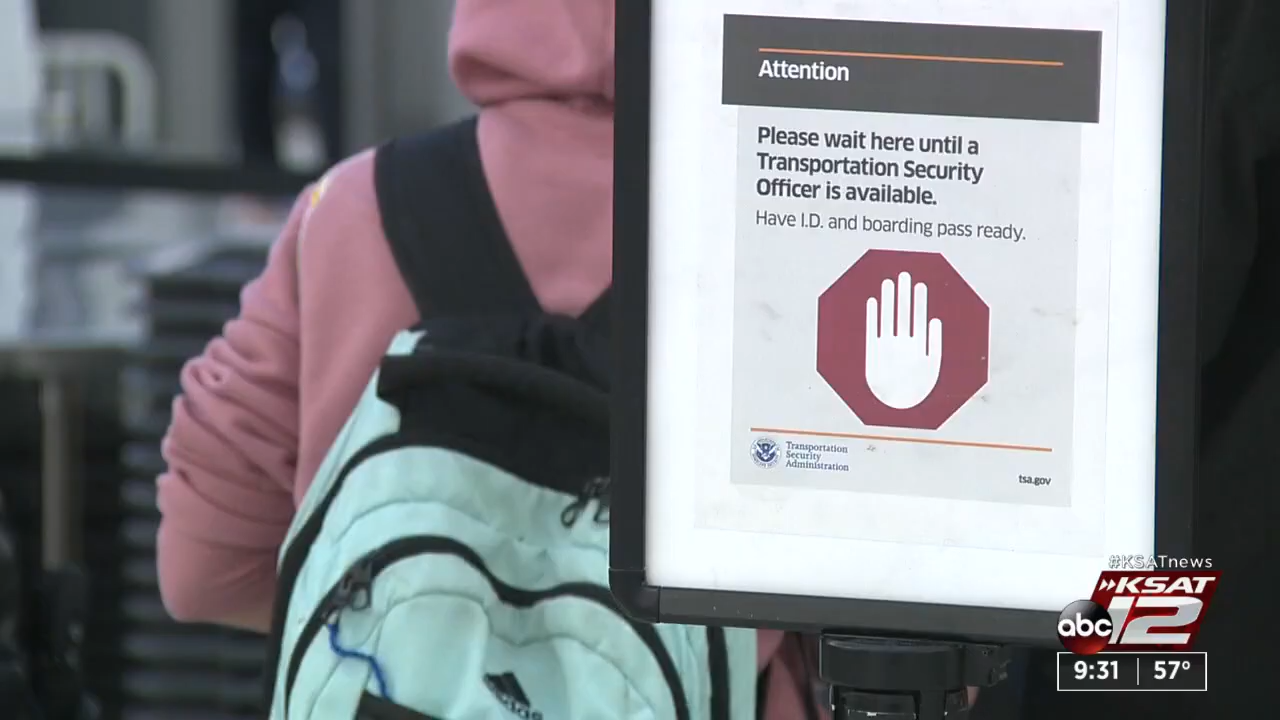 Attention
Please wait here until a
Transportation Security
Officer is available.
Have I.D. and boarding pass ready.
Transportation
Security
Administration
tsa.gov
adidas
#KSATnews
KSAT
abc 12
9:31 57°